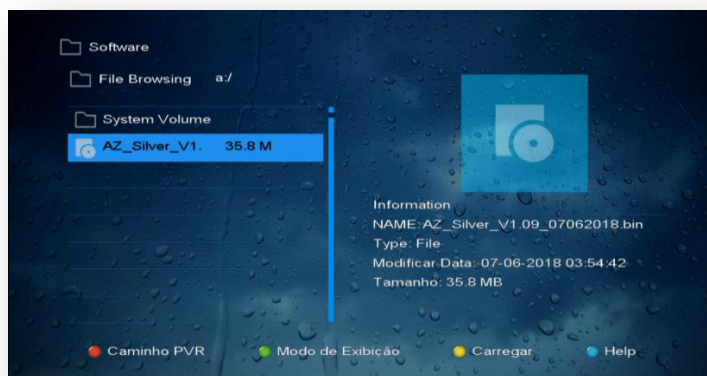 Software
File Browsing a:/
System Volume
AZ_Silver_V1. 35.8 M
Information
NAME: AZ_Silver_V1.09_07062018.bin
Type: File
Modificar Data: 07-06-2018 03:54:42
Tamanho: 35.8 MB
Caminho PVR Modo de Exibicão Carregar Help